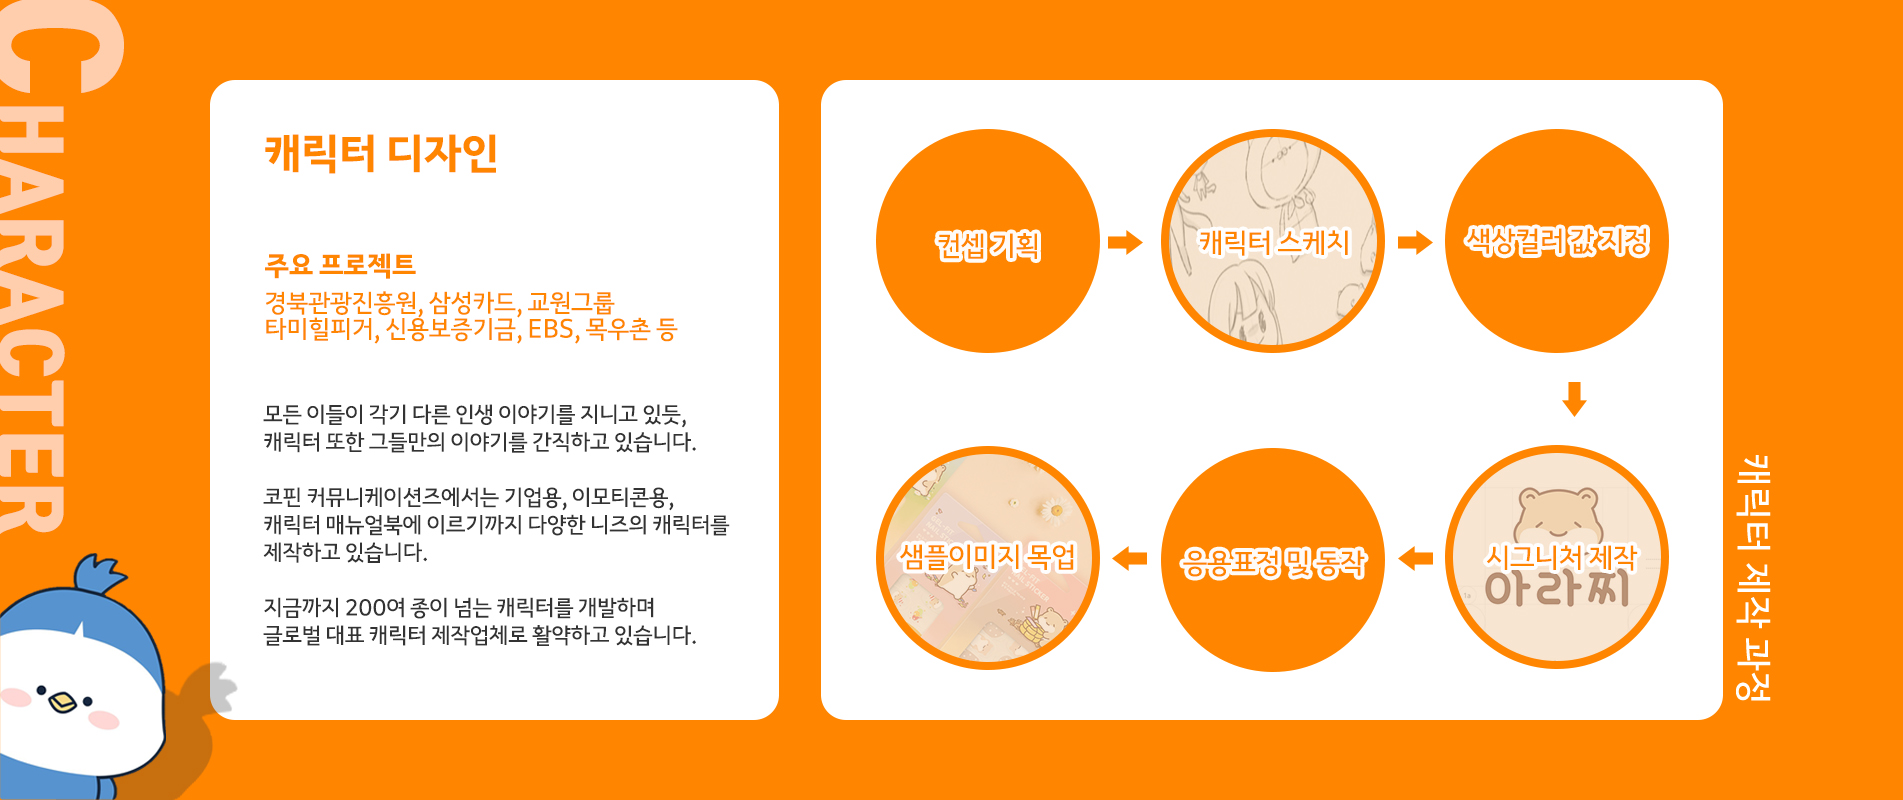 CHARACTER
캐릭터 디자인
주요 프로젝트
경북관광진흥원, 삼성카드, 교원그룹
타미힐피거, 신용보증기금, EBS, 목우촌 등
모든 이들이 각기 다른 인생 이야기를 지니고 있듯,
캐릭터 또한 그들만의 이야기를 간직하고 있습니다.
코핀 커뮤니케이션즈에서는 기업용, 이모티콘용,
캐릭터 매뉴얼북에 이르기까지 다양한 니즈의 캐릭터를
제작하고 있습니다.
지금까지 200여 종이 넘는 캐릭터를 개발하며
글로벌 대표 캐릭터 제작업체로 활약하고 있습니다.
컨셉 기획
캐릭터 스케치
색상컬러 값 지정
시그니처 제작
아라찌
응용표정 및 동작
샘플이미지 목업
캐릭터 제작 과정